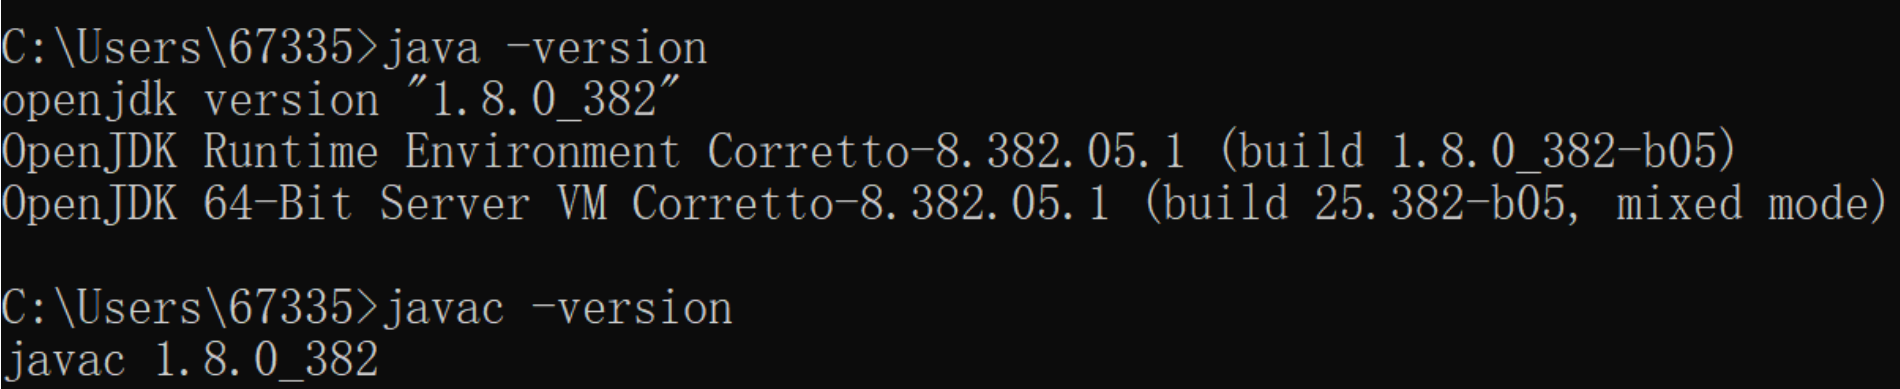 C:\Users\67335>java -version
openjdk version "1.8.0_382"
OpenJDK Runtime Environment Corretto-8.382.05.1 (build 1.8.0_382-b05)
OpenJDK 64-Bit Server VM Corretto-8.382.05.1 (build 25.382-b05, mixed mode)
C:\Users\67335>javac -version
javac 1.8.0_382